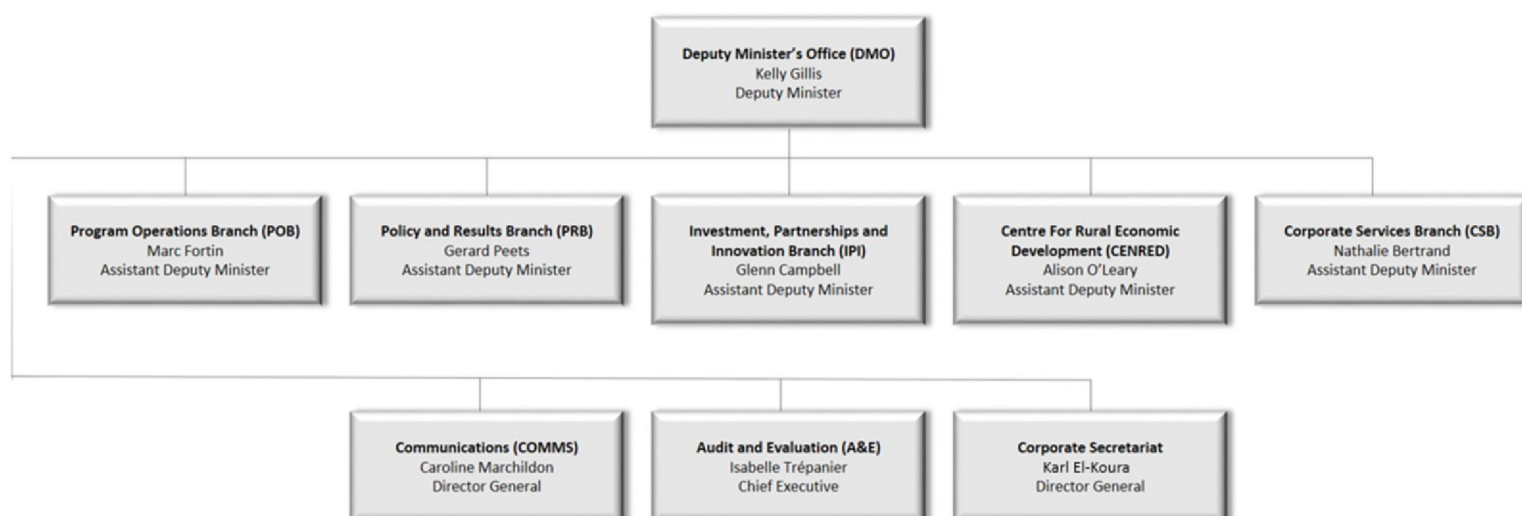 Deputy Minister's Office (DMO)
Kelly Gillis
Deputy Minister
Program Operations Branch (POB)
Marc Fortin
Assistant Deputy Minister
Policy and Results Branch (PRB)
Gerard Peets
Assistant Deputy Minister
Investment, Partnerships and
Innovation Branch (IPI)
Glenn Campbell
Assistant Deputy Minister
Centre For Rural Economic
Development (CENRED)
Alison O'Leary
Assistant Deputy Minister
Corporate Services Branch (CSB)
Nathalie Bertrand
Assistant Deputy Minister
Communications (COMMS)
Caroline Marchildon
Director General
Audit and Evaluation (A&E)
Isabelle Trépanier
Chief Executive
Corporate Secretariat
Karl El-Koura
Director General